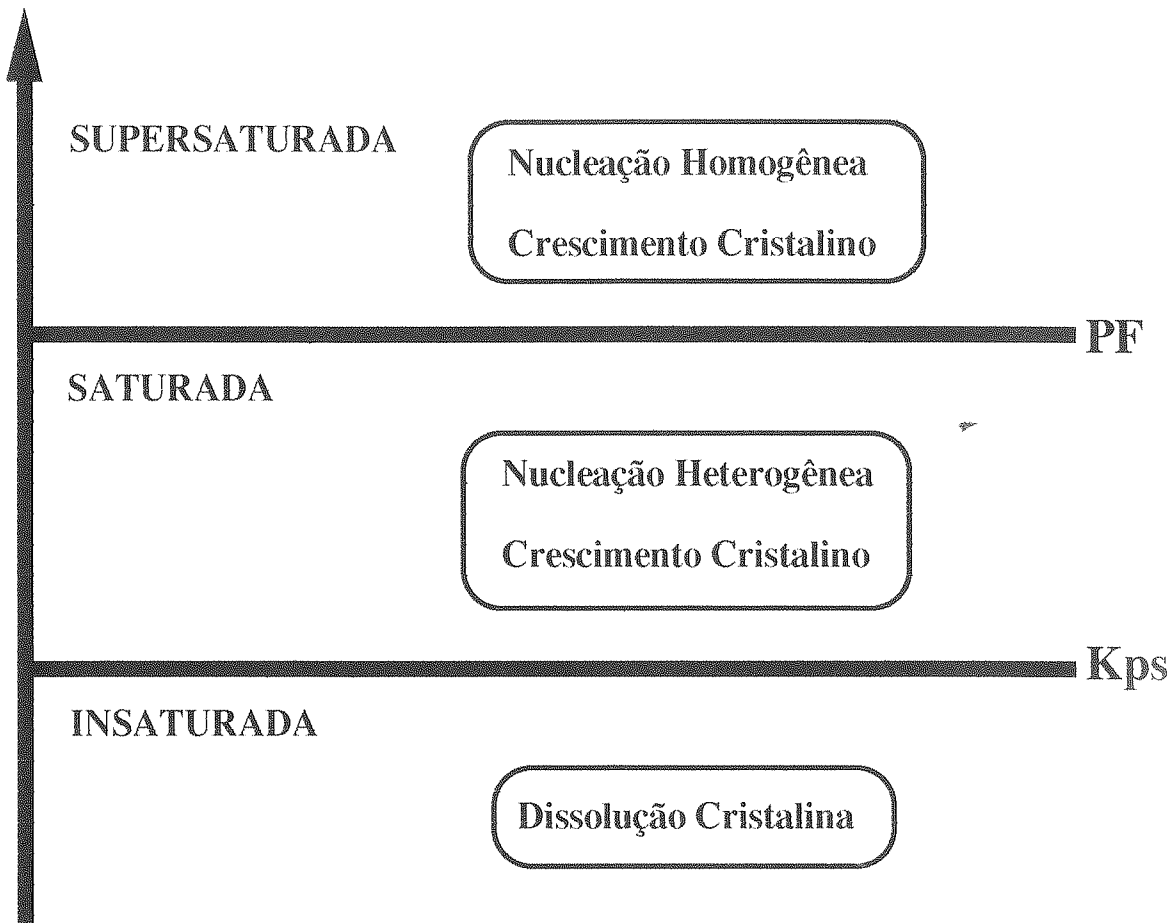 SUPERSATURADA
Nucleação Homogênea
Crescimento Cristalino
PF
SATURADA
Nucleação Heterogênea
Crescimento Cristalino
Kps
INSATURADA
Dissolução Cristalina